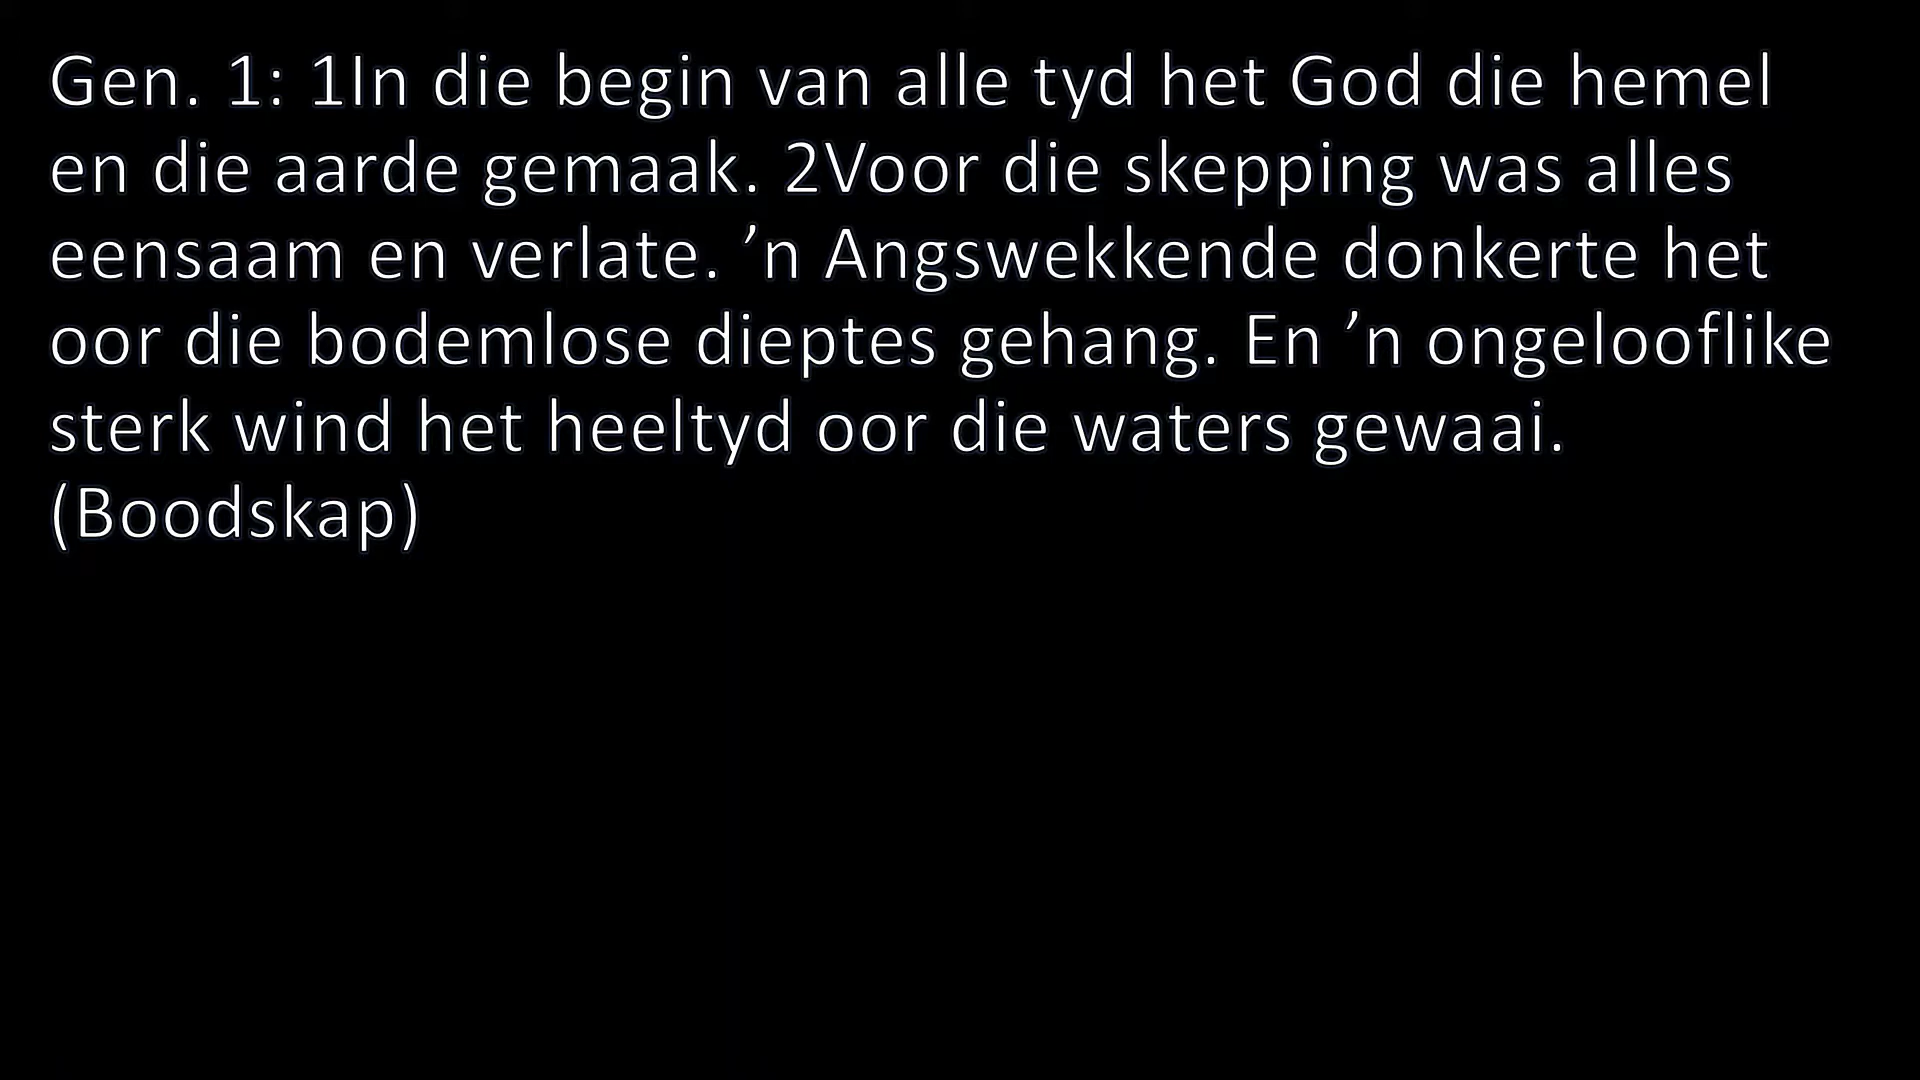 Gen. 1: 1In die begin van alle tyd het God die hemel
en die aarde gemaak. 2Voor die skepping was alles
eensaam en verlate. ’n Angswekkende donkerte het
oor die bodemlose dieptes gehang. En ’n ongelooflike
sterk wind het heeltyd oor die waters gewaai.
(Boodskap)